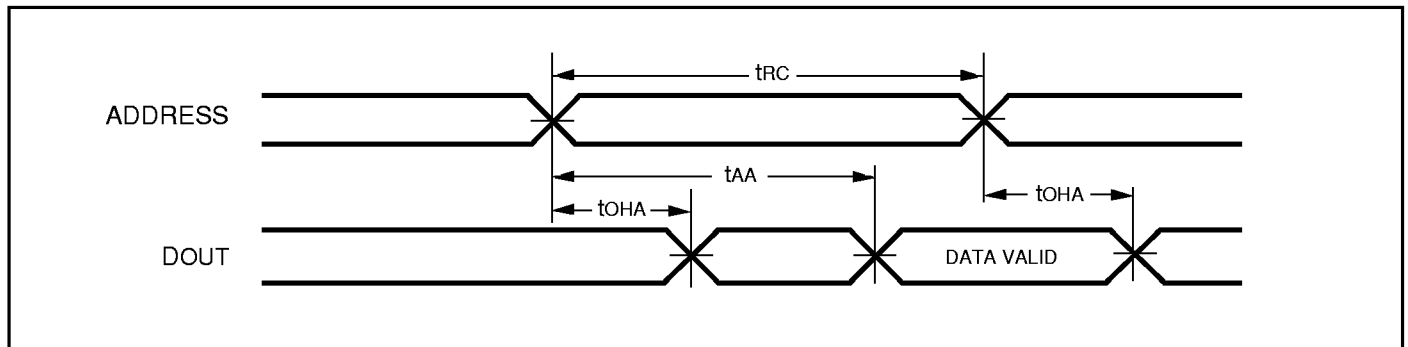 tRC
ADDRESS
tAA
tOHA
tOHA
DOUT
DATA VALID